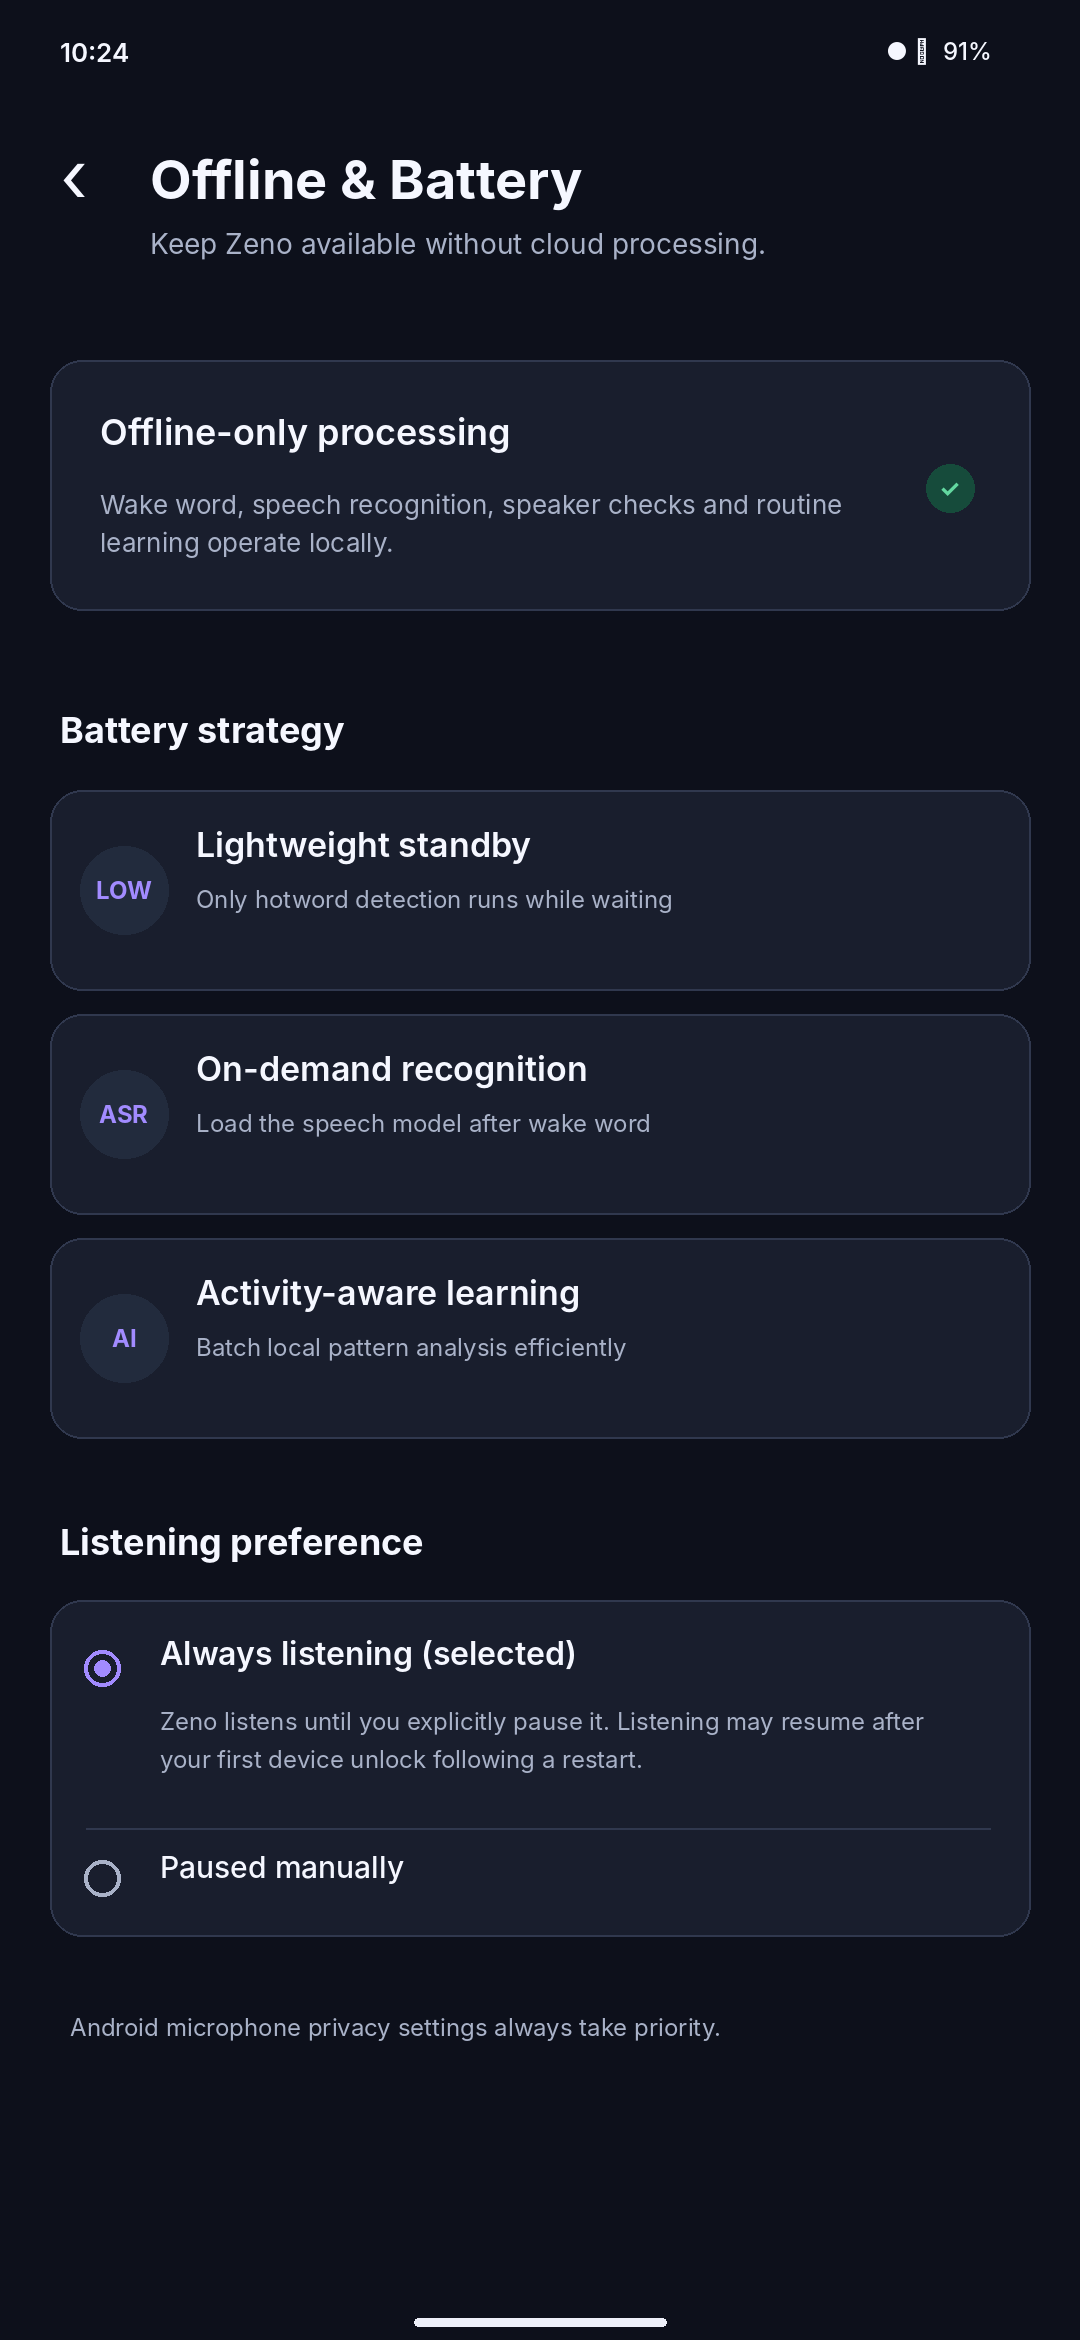 10:24
91%
Offline & Battery
Keep Zeno available without cloud processing.
Offline-only processing
Wake word, speech recognition, speaker checks and routine
learning operate locally.
Battery strategy
LOW
Lightweight standby
Only hotword detection runs while waiting
ASR
On-demand recognition
Load the speech model after wake word
AI
Activity-aware learning
Batch local pattern analysis efficiently
Listening preference
Always listening (selected)
Zeno listens until you explicitly pause it. Listening may resume after
your first device unlock following a restart.
Paused manually
Android microphone privacy settings always take priority.